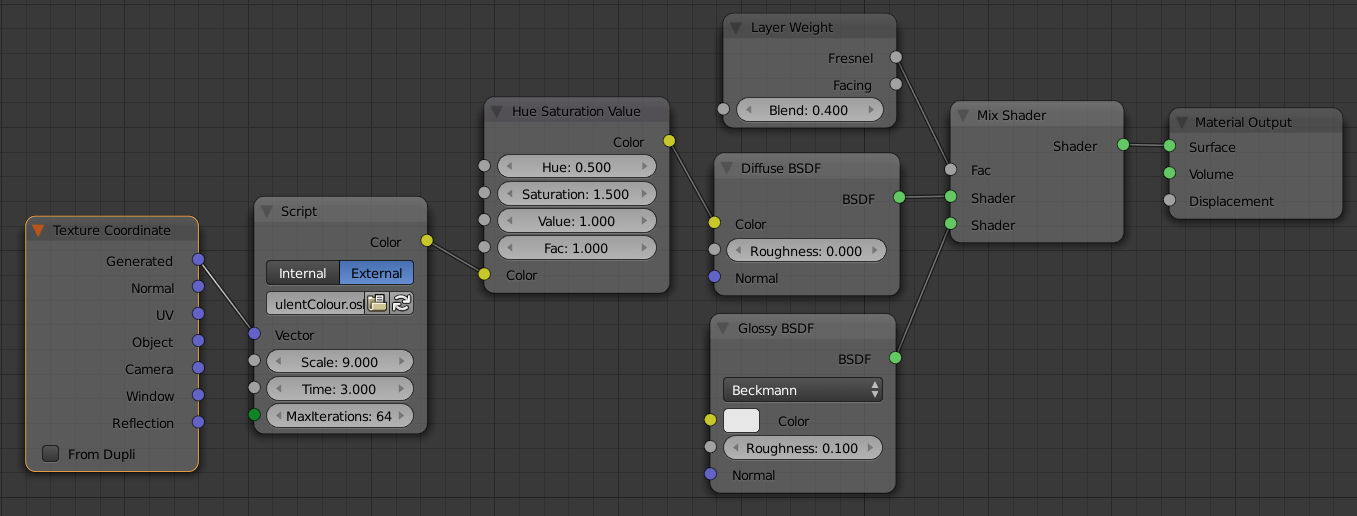 Texture Coordinate
Generated
Normal
UV
Object
Camera
Window
Reflection
From Dupli
Script
Color
Internal External
ulentColour.osl
Vector
Scale: 9.000
Time: 3.000
MaxIterations: 64
Hue Saturation Value
Color
Hue: 0.500
Saturation: 1.500
Value: 1.000
Fac: 1.000
Color
Layer Weight
Fresnel
Facing
Blend: 0.400
Diffuse BSDF
BSDF
Color
Roughness: 0.000
Normal
Glossy BSDF
BSDF
Beckmann
Color
Roughness: 0.100
Normal
Mix Shader
Shader
Fac
Shader
Shader
Material Output
Surface
Volume
Displacement